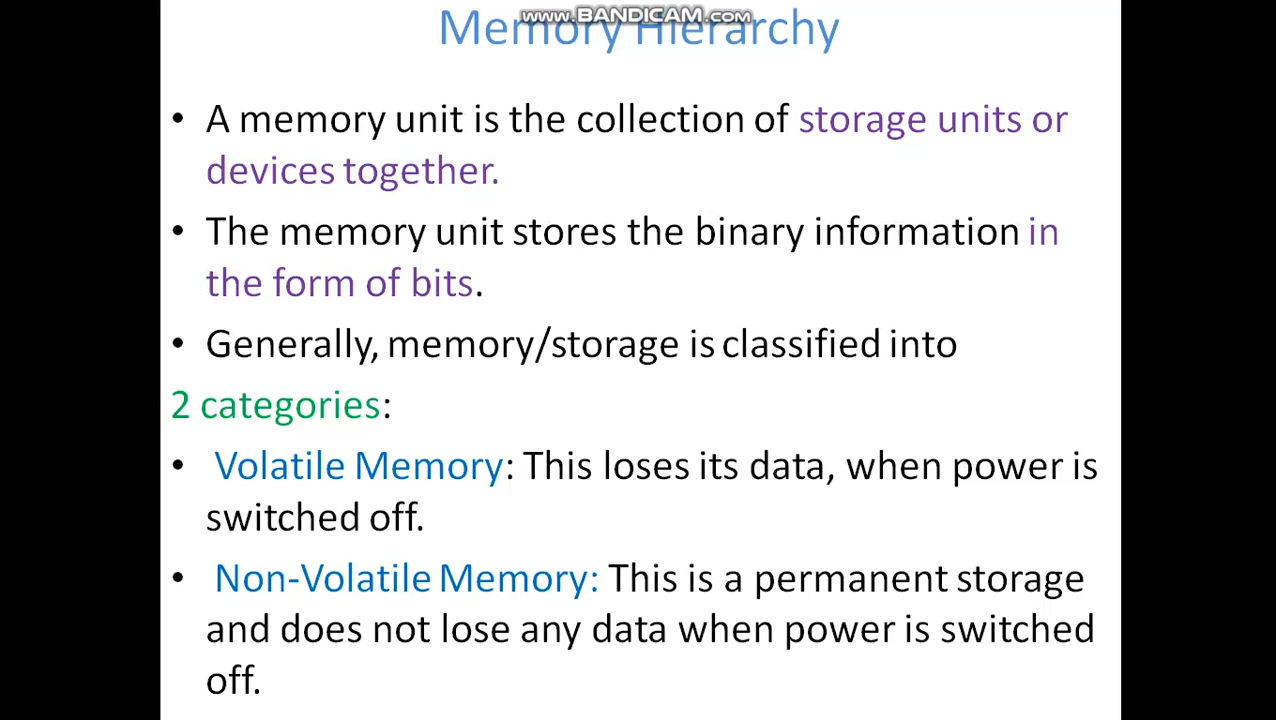 www.BANDICAM.com
Memory Hierarchy
• A memory unit is the collection of storage units or
devices together.
• The memory unit stores the binary information in
the form of bits.
• Generally, memory/storage is classified into
2 categories:
• Volatile Memory: This loses its data, when power is
switched off.
• Non-Volatile Memory: This is a permanent storage
and does not lose any data when power is switched
off.